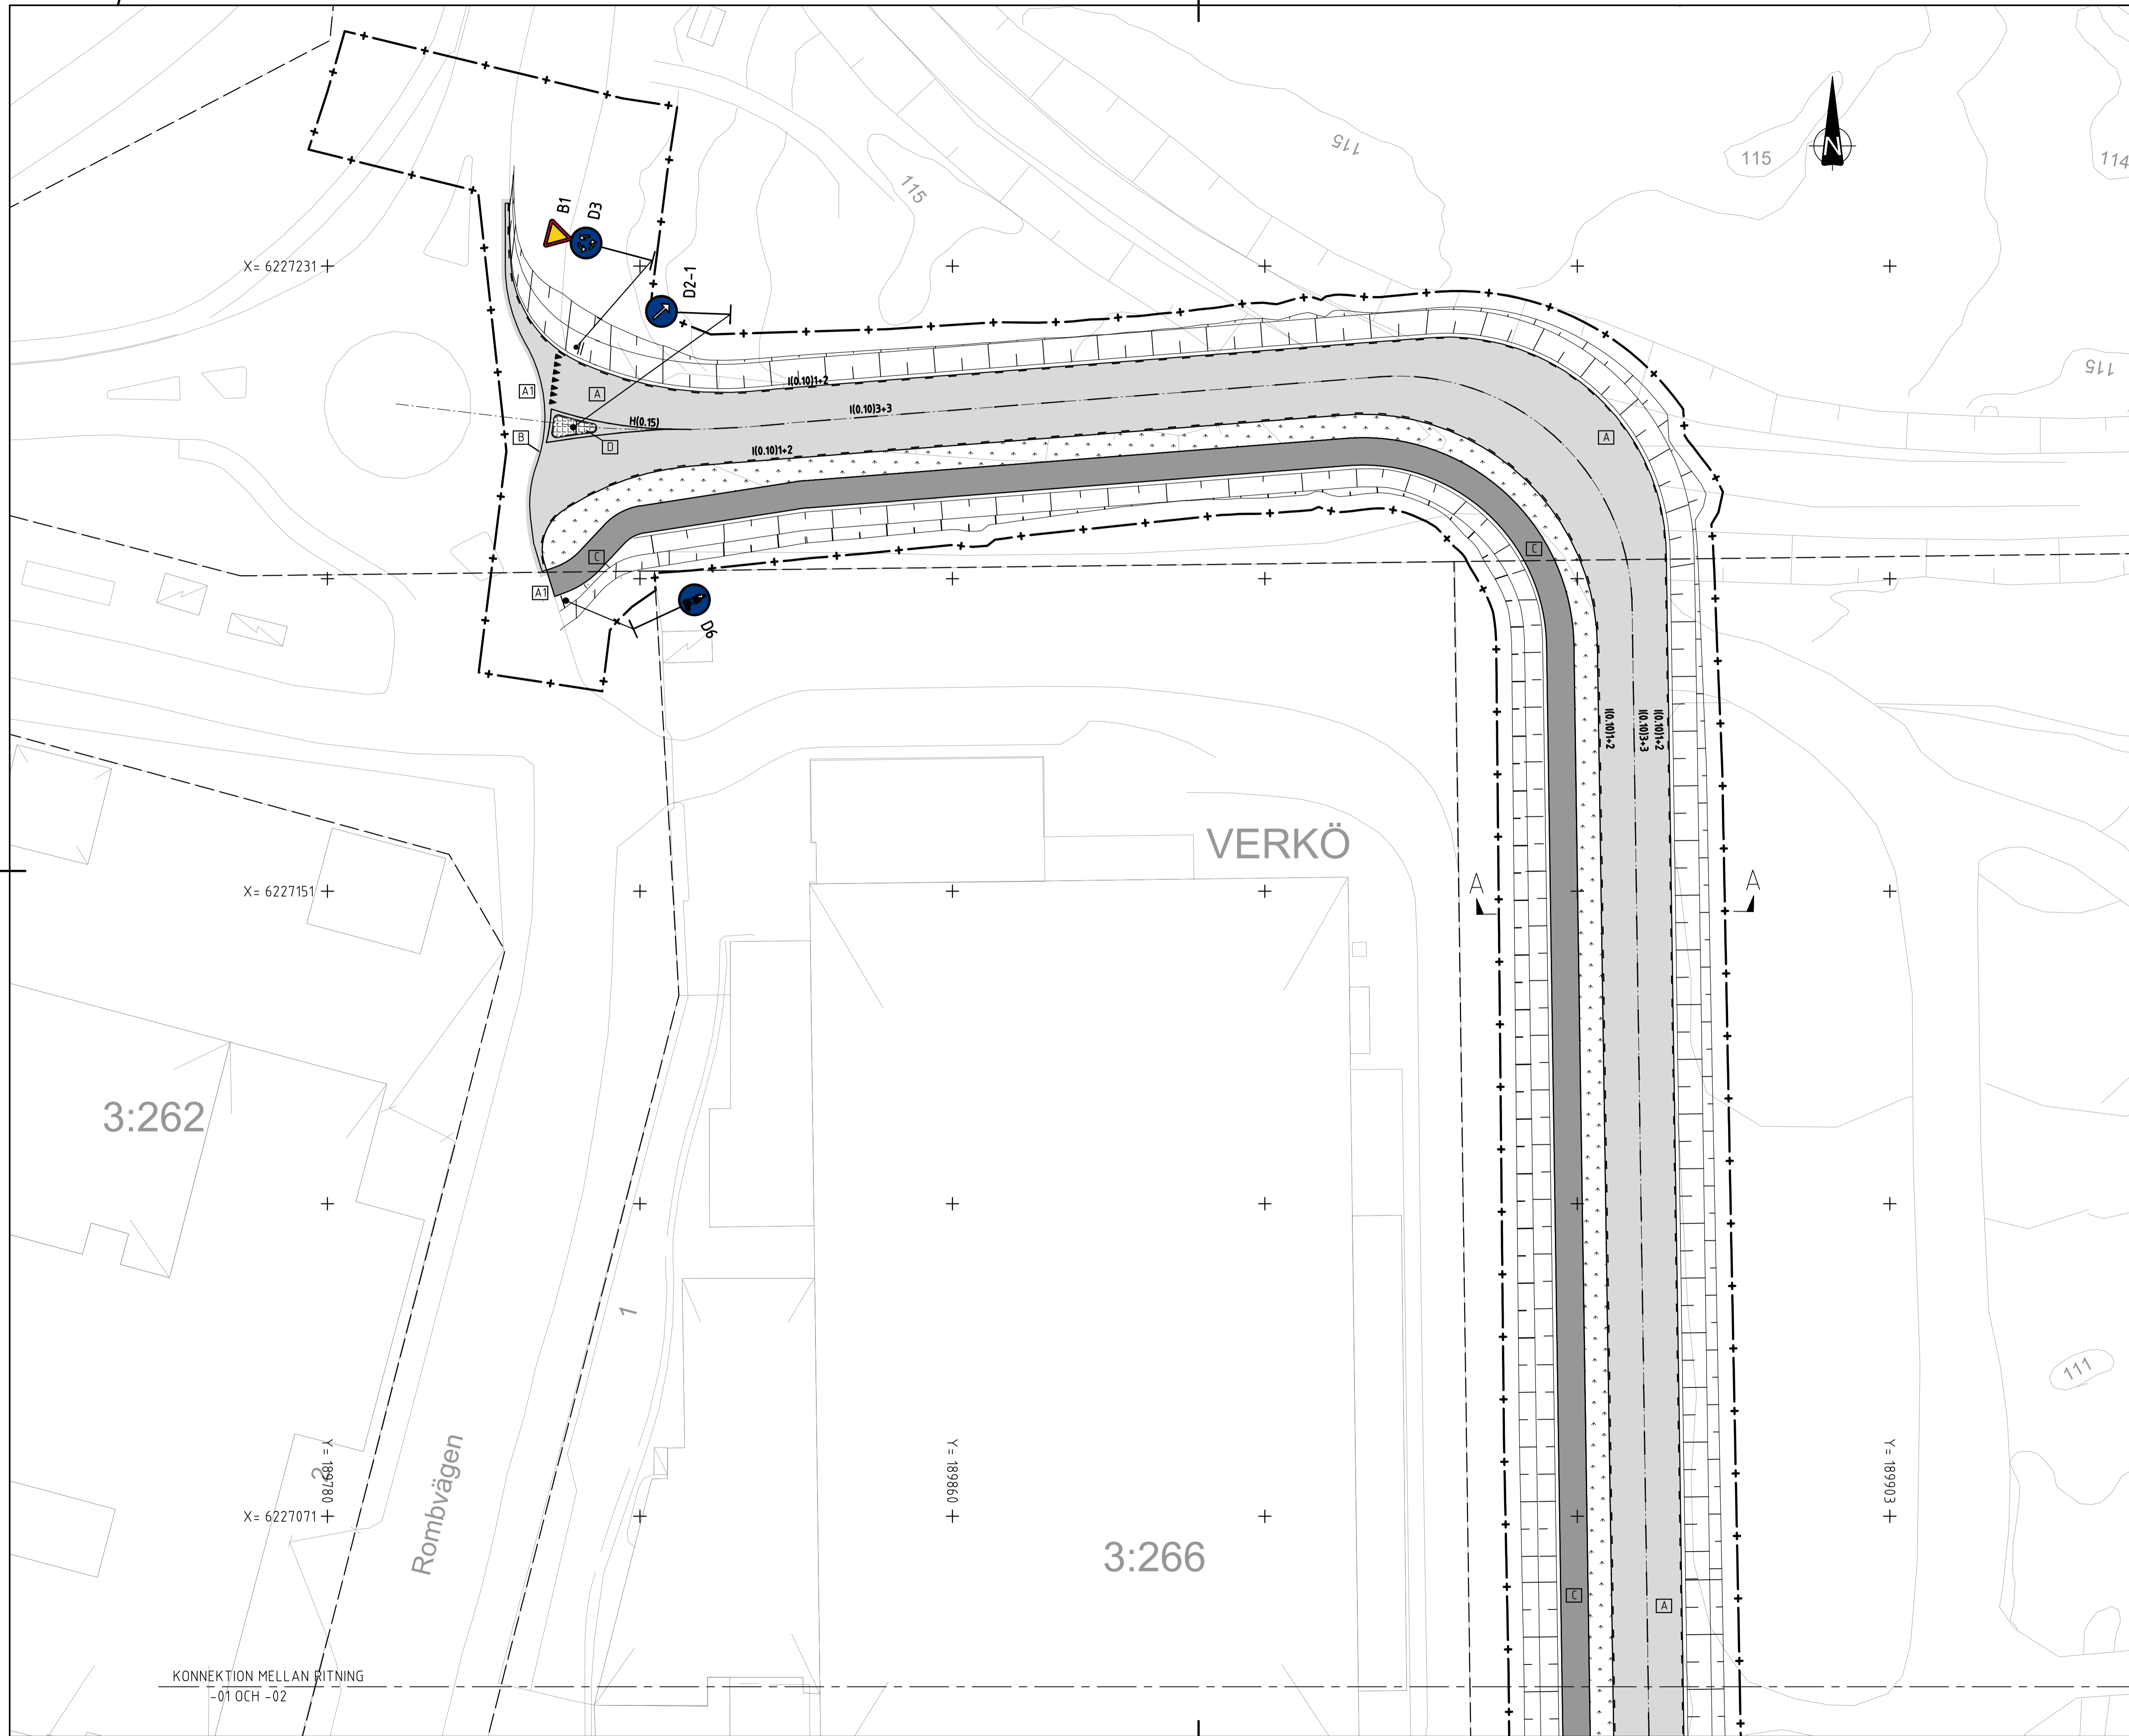 115
115
115
N
114
B1
D3
X= 6227231
D2-1
115
I(0.10)1+2
A1
A
I(0.10)3+3
H(0.15)
B
D
I(0.10)1+2
A
C
C
A1
D6
I(0.10)1+2
I(0.10)3+3
I(0.10)1+2
VERKÖ
X= 6227151
A
A
3:262
1
111
Rombvägen
2
Y= 189780
Y= 189860
Y= 189903
X= 6227071
3:266
C
A
KONNEKTION MELLAN RITNING
-01 OCH -02